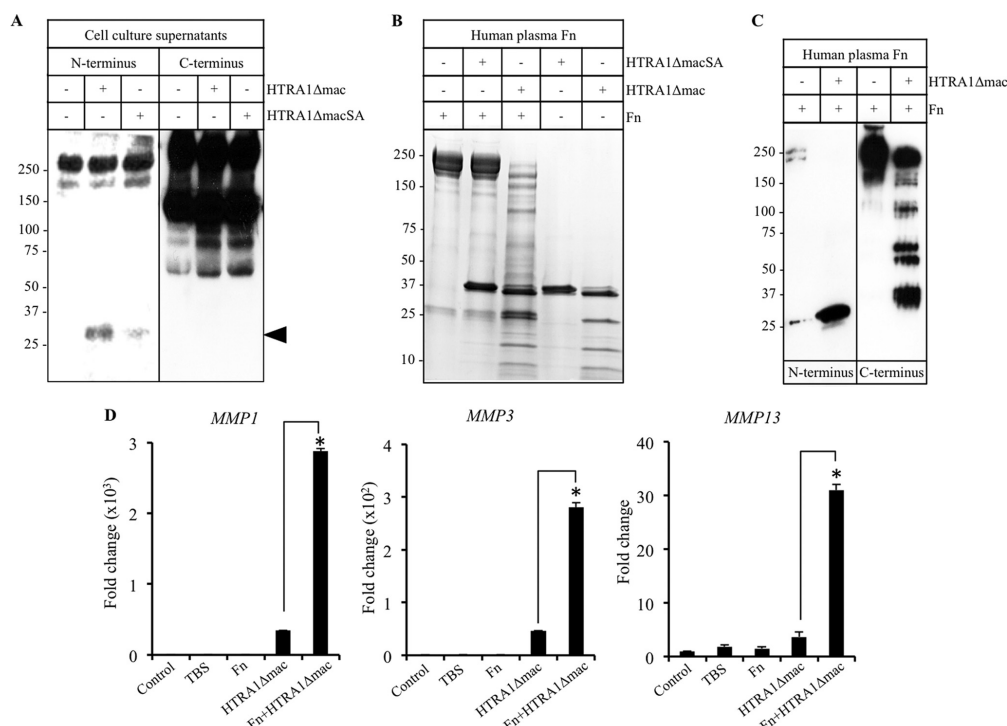 A
Cell culture supernatants
N-terminus C-terminus
- + - - + - HTRA1Δmac
- - + - - + HTRA1ΔmacSA
250 -
150 -
100 -
75 -
50 -
37 -
25 -
B
Human plasma Fn
- + - + - HTRA1ΔmacSA
- - + - + HTRA1Δmac
+ + + - - Fn
250 -
150 -
75 -
50 -
37 -
25 -
10 -
C
Human plasma Fn
- + - + HTRA1Δmac
+ + + + Fn
250 -
150 -
100 -
75 -
50 -
37 -
25 -
N-terminus C-terminus
D
MMP1
Fold change (x10³)
3
2
1
0
*
Control TBS Fn HTRA1Δmac Fn+HTRA1Δmac
MMP3
Fold change (x10²)
4
3
2
1
0
*
Control TBS Fn HTRA1Δmac Fn+HTRA1Δmac
MMP13
Fold change
40
30
20
10
0
*
Control TBS Fn HTRA1Δmac Fn+HTRA1Δmac